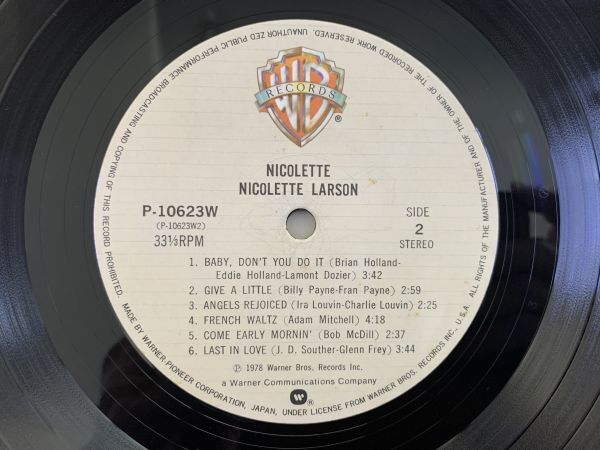 UNAUTHORIZED PUBLIC PERFORMANCE BROADCASTING AND COPYING OF THIS RECORD PROHIBITED.
MADE BY WARNER-PIONEER CORPORATION, JAPAN, UNDER LICENSE FROM WARNER BROS. RECORDS INC., U.S.A.
ALL RIGHTS OF THE MANUFACTURER AND OF THE OWNER OF THE RECORDED WORK RESERVED.
WB
RECORDS
®
NICOLETTE
NICOLETTE LARSON
P-10623W
(P-10623W2)
33⅓RPM
SIDE
2
STEREO
1. BABY, DON'T YOU DO IT (Brian Holland-
Eddie Holland-Lamont Dozier) 3:42
2. GIVE A LITTLE (Billy Payne-Fran Payne) 2:59
3. ANGELS REJOICED (Ira Louvin-Charlie Louvin) 2:25
4. FRENCH WALTZ (Adam Mitchell) 4:18
5. COME EARLY MORNIN' (Bob McDill) 2:37
6. LAST IN LOVE (J. D. Souther-Glenn Frey) 3:44
Ⓟ 1978 Warner Bros. Records Inc.
a Warner Communications Company
®